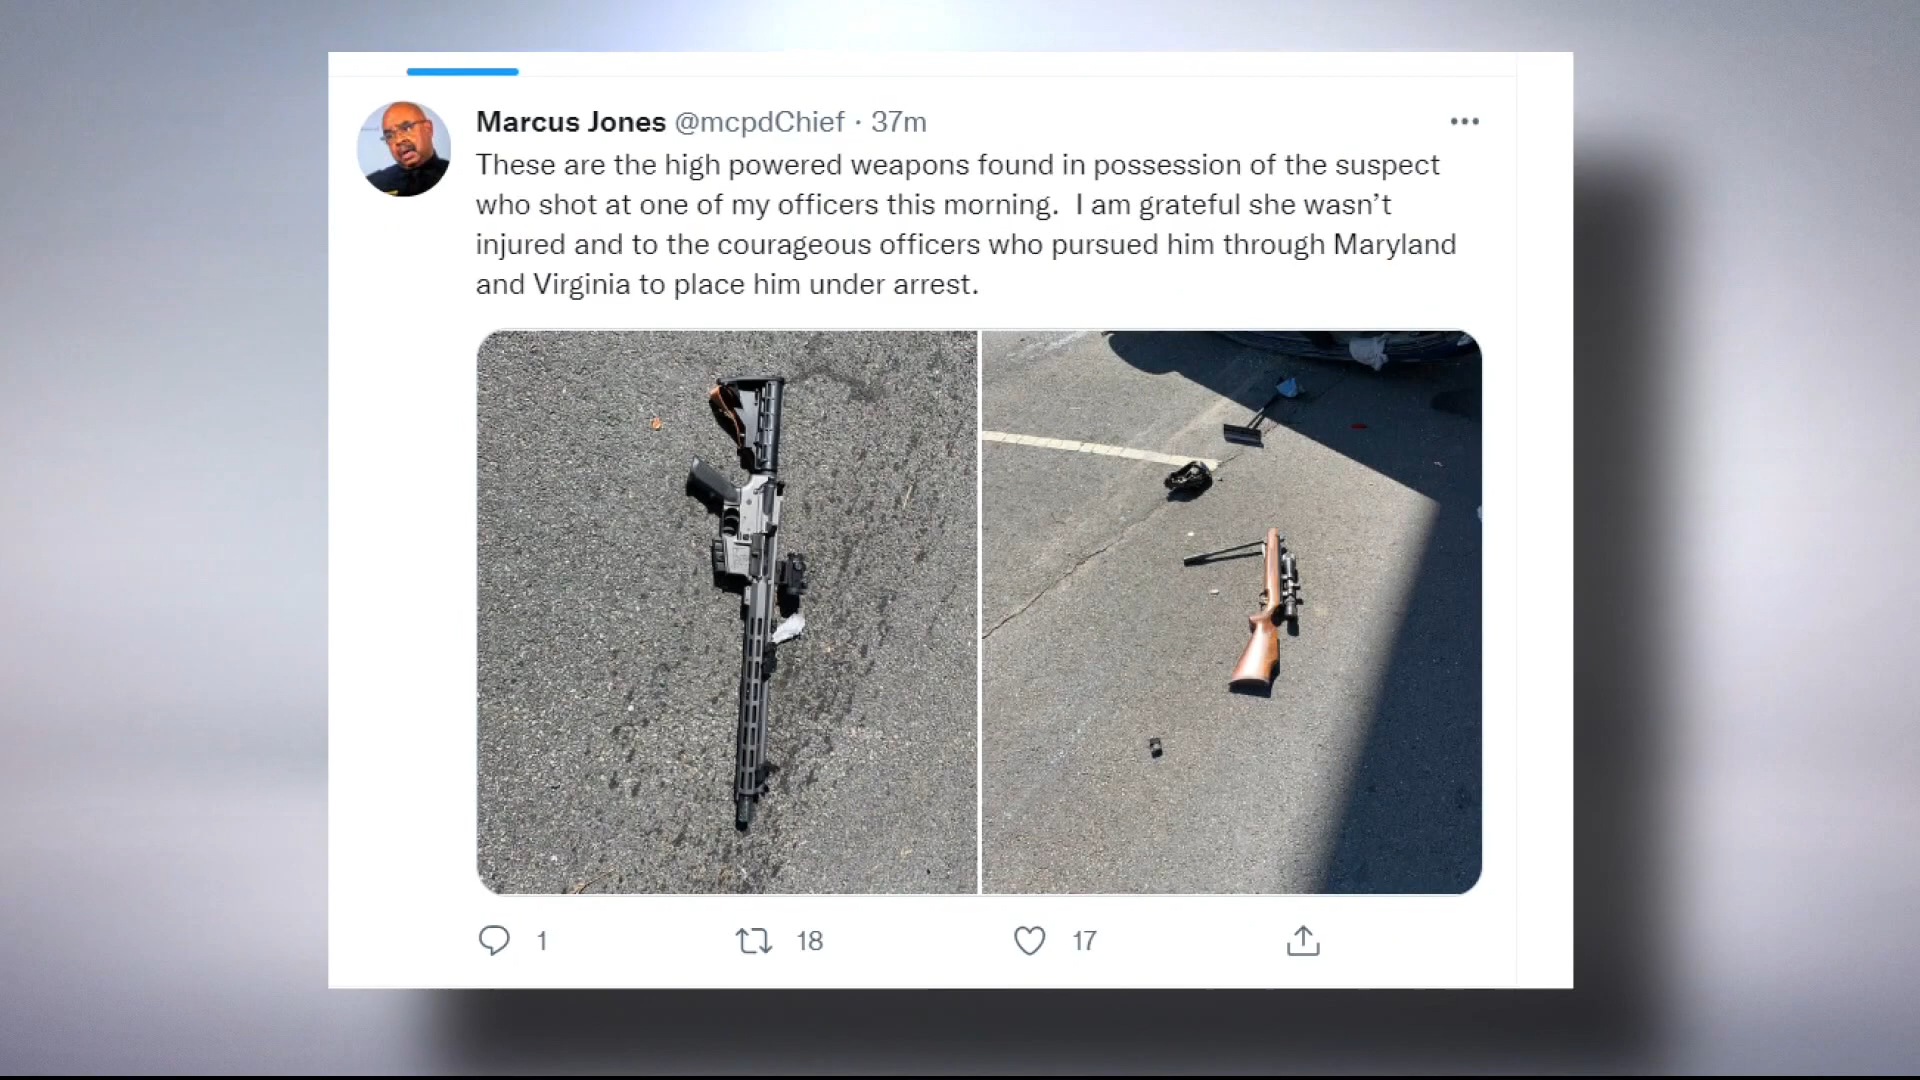 Marcus Jones @mcpdChief · 37m
These are the high powered weapons found in possession of the suspect
who shot at one of my officers this morning.  I am grateful she wasn’t
injured and to the courageous officers who pursued him through Maryland
and Virginia to place him under arrest.
1 18 17